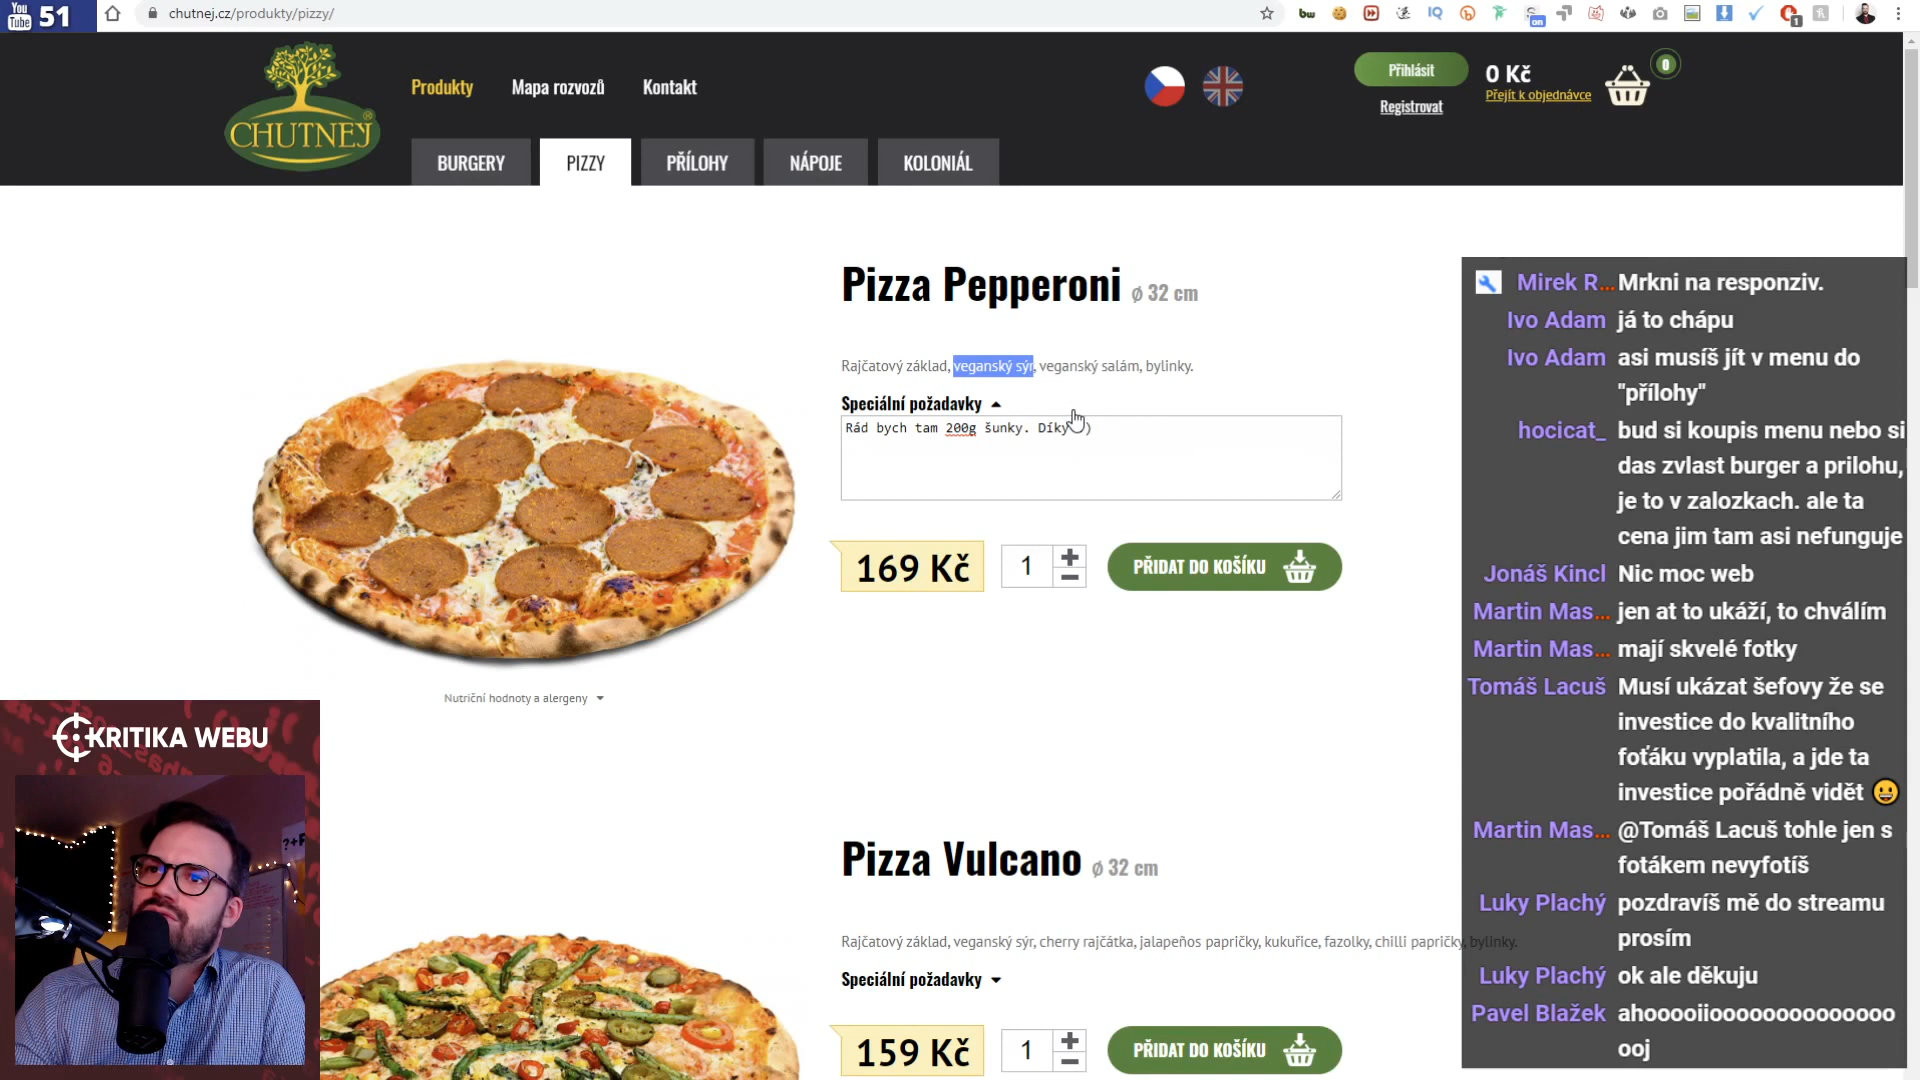 You Tube 51
chutnej.cz/produkty/pizzy/
bw
IQ
on
1
CHUTNEJ ®
Produkty
Mapa rozvozů
Kontakt
Přihlásit
Registrovat
0 Kč
Přejít k objednávce
0
BURGERY
PIZZY
PŘÍLOHY
NÁPOJE
KOLONIÁL
Pizza Pepperoni ø 32 cm
Rajčatový základ, veganský sýr, veganský salám, bylinky.
Speciální požadavky
Rád bych tam 200g šunky. Díky )
169 Kč
1
PŘIDAT DO KOŠÍKU
Nutriční hodnoty a alergeny
Pizza Vulcano ø 32 cm
Rajčatový základ, veganský sýr, cherry rajčátka, jalapeños papričky, kukuřice, fazolky, chilli papričky, bylinky.
Speciální požadavky
159 Kč
1
PŘIDAT DO KOŠÍKU
KRITIKA WEBU
Mirek R... Mrkni na responziv.
Ivo Adam já to chápu
Ivo Adam asi musíš jít v menu do
"přílohy"
hocicat_ bud si koupis menu nebo si
das zvlast burger a prilohu,
je to v zalozkach. ale ta
cena jim tam asi nefunguje
Jonáš Kincl Nic moc web
Martin Mas... jen at to ukáží, to chválím
Martin Mas... mají skvelé fotky
Tomáš Lacuš Musí ukázat šefovy že se
investice do kvalitního
foťáku vyplatila, a jde ta
investice pořádně vidět 😀
Martin Mas... @Tomáš Lacuš tohle jen s
foťákem nevyfotíš
Luky Plachý pozdravíš mě do streamu
prosím
Luky Plachý ok ale děkuju
Pavel Blažek ahooooiioooooooooooooo
ooj